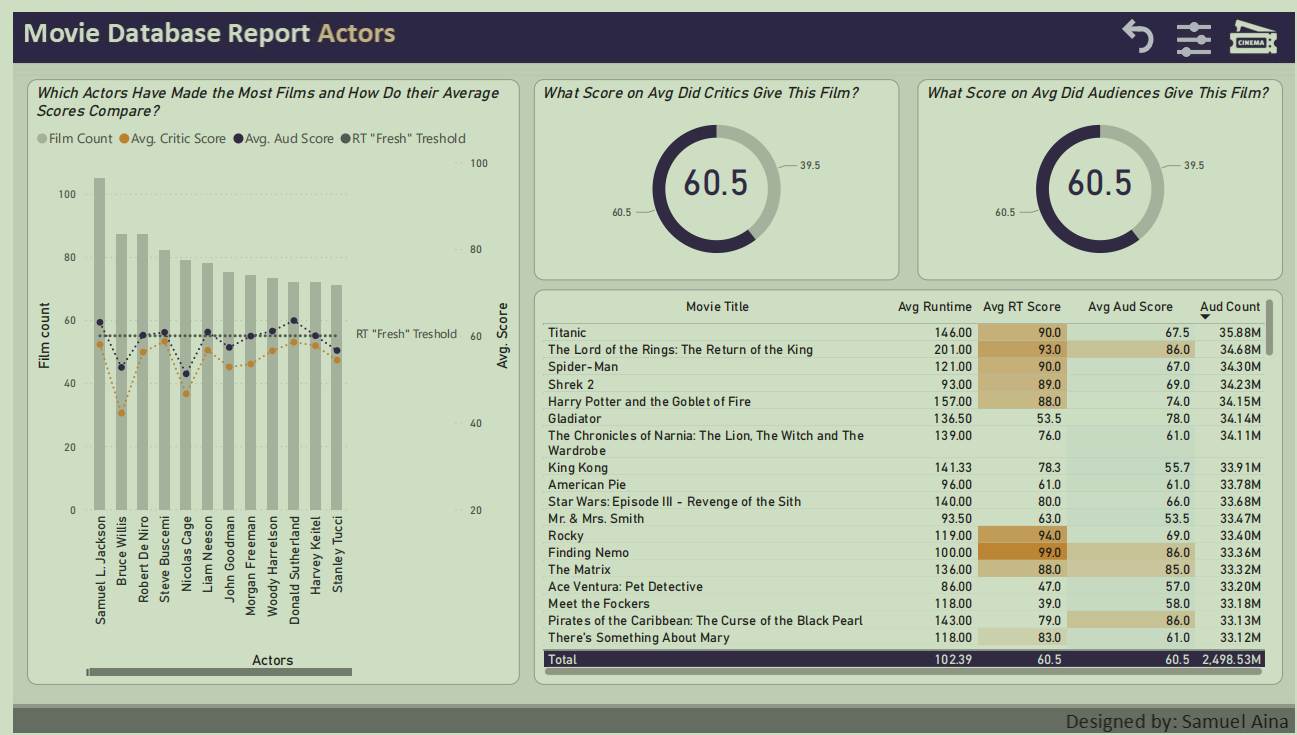 Movie Database Report Actors
CINEMA
Which Actors Have Made the Most Films and How Do their Average
Scores Compare?
Film Count Avg. Critic Score Avg. Aud Score RT "Fresh" Treshold
100
80
60
40
20
0
Film count
100
80
60
40
20
Avg. Score
RT "Fresh" Treshold
Samuel L. Jackson
Bruce Willis
Robert De Niro
Steve Buscemi
Nicolas Cage
Liam Neeson
John Goodman
Morgan Freeman
Woody Harrelson
Donald Sutherland
Harvey Keitel
Stanley Tucci
Actors
What Score on Avg Did Critics Give This Film?
39.5
60.5
60.5
What Score on Avg Did Audiences Give This Film?
39.5
60.5
60.5
Movie Title Avg Runtime Avg RT Score Avg Aud Score Aud Count
Titanic 146.00 90.0 67.5 35.88M
The Lord of the Rings: The Return of the King 201.00 93.0 86.0 34.68M
Spider-Man 121.00 90.0 67.0 34.30M
Shrek 2 93.00 89.0 69.0 34.23M
Harry Potter and the Goblet of Fire 157.00 88.0 74.0 34.15M
Gladiator 136.50 53.5 78.0 34.14M
The Chronicles of Narnia: The Lion, The Witch and The 139.00 76.0 61.0 34.11M
Wardrobe
King Kong 141.33 78.3 55.7 33.91M
American Pie 96.00 61.0 61.0 33.78M
Star Wars: Episode III - Revenge of the Sith 140.00 80.0 66.0 33.68M
Mr. & Mrs. Smith 93.50 63.0 53.5 33.47M
Rocky 119.00 94.0 69.0 33.40M
Finding Nemo 100.00 99.0 86.0 33.36M
The Matrix 136.00 88.0 85.0 33.32M
Ace Ventura: Pet Detective 86.00 47.0 57.0 33.20M
Meet the Fockers 118.00 39.0 58.0 33.18M
Pirates of the Caribbean: The Curse of the Black Pearl 143.00 79.0 86.0 33.13M
There's Something About Mary 118.00 83.0 61.0 33.12M
Total 102.39 60.5 60.5 2,498.53M
Designed by: Samuel Aina